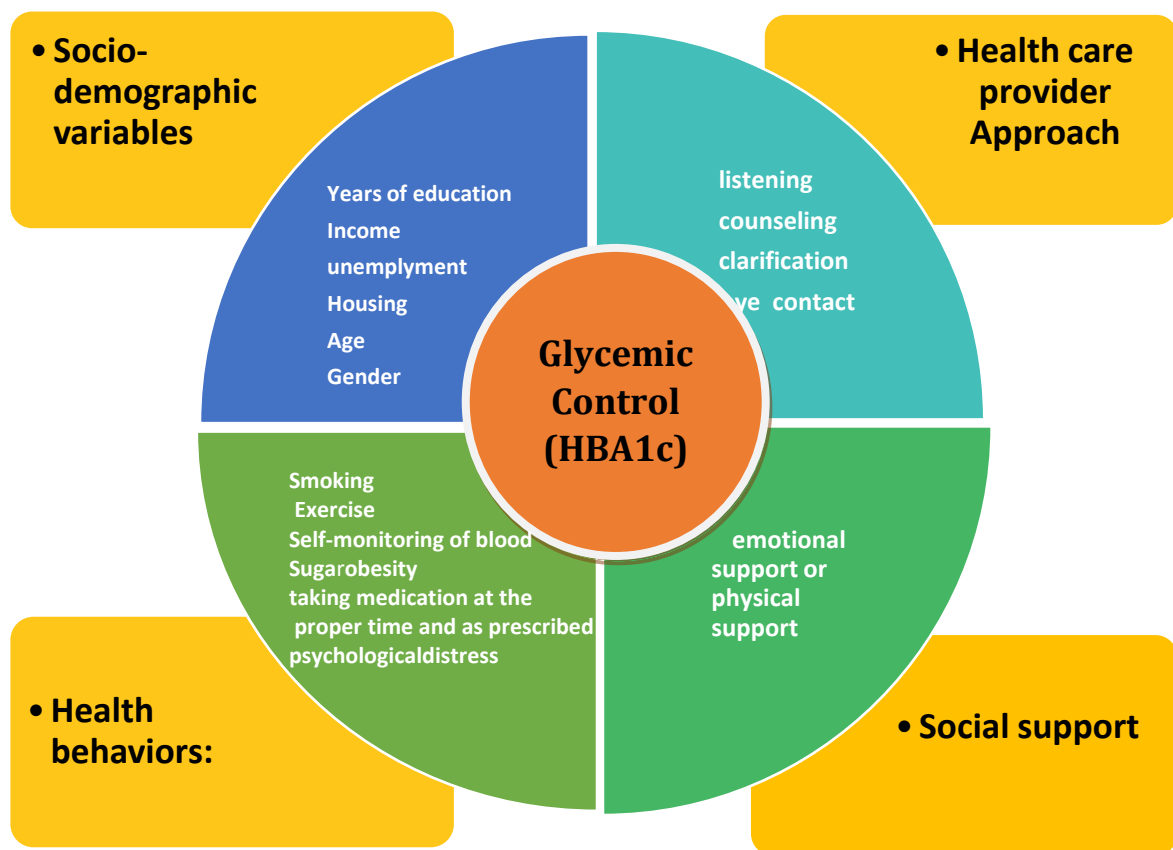 • Socio-
demographic
variables
• Health care
provider
Approach
Years of education
Income
unemplyment
Housing
Age
Gender
listening
counseling
clarification
ye contact
Glycemic
Control
(HBA1c)
Smoking
Exercise
Self-monitoring of blood
Sugarobesity
taking medication at the
proper time and as prescribed
psychologicaldistress
emotional
support or
physical
support
• Health
behaviors:
• Social support